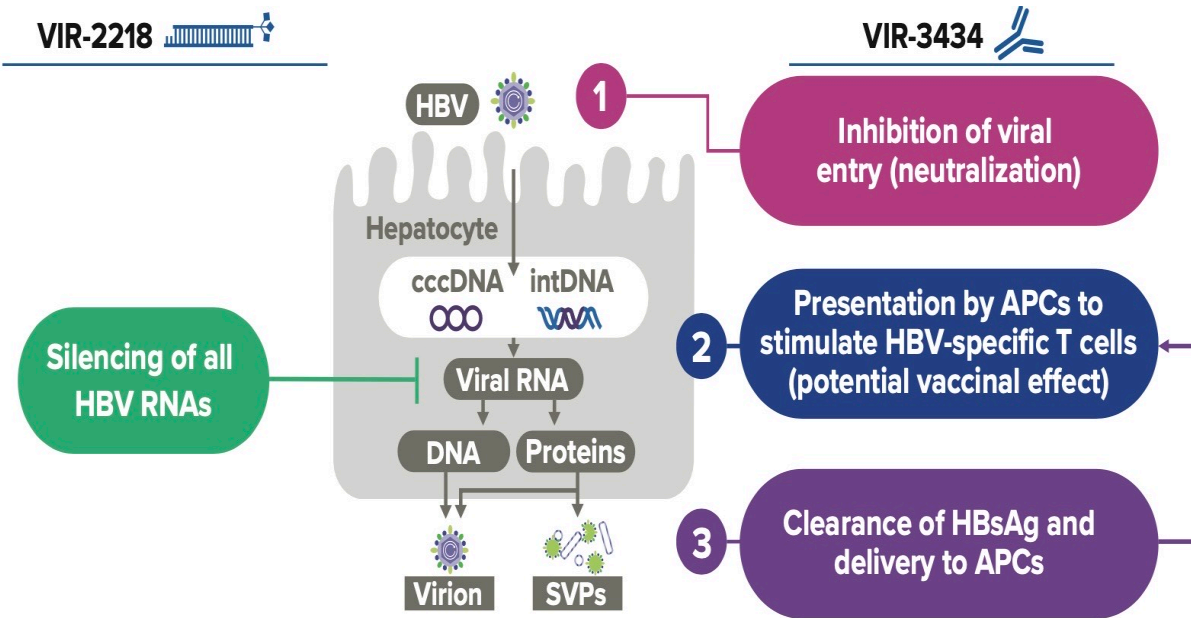 VIR-2218
VIR-3434
HBV
1
Inhibition of viral
entry (neutralization)
Hepatocyte
cccDNA intDNA
2
Presentation by APCs to
stimulate HBV-specific T cells
(potential vaccinal effect)
Silencing of all
HBV RNAs
Viral RNA
DNA
Proteins
3
Clearance of HBsAg and
delivery to APCs
Virion
SVPs